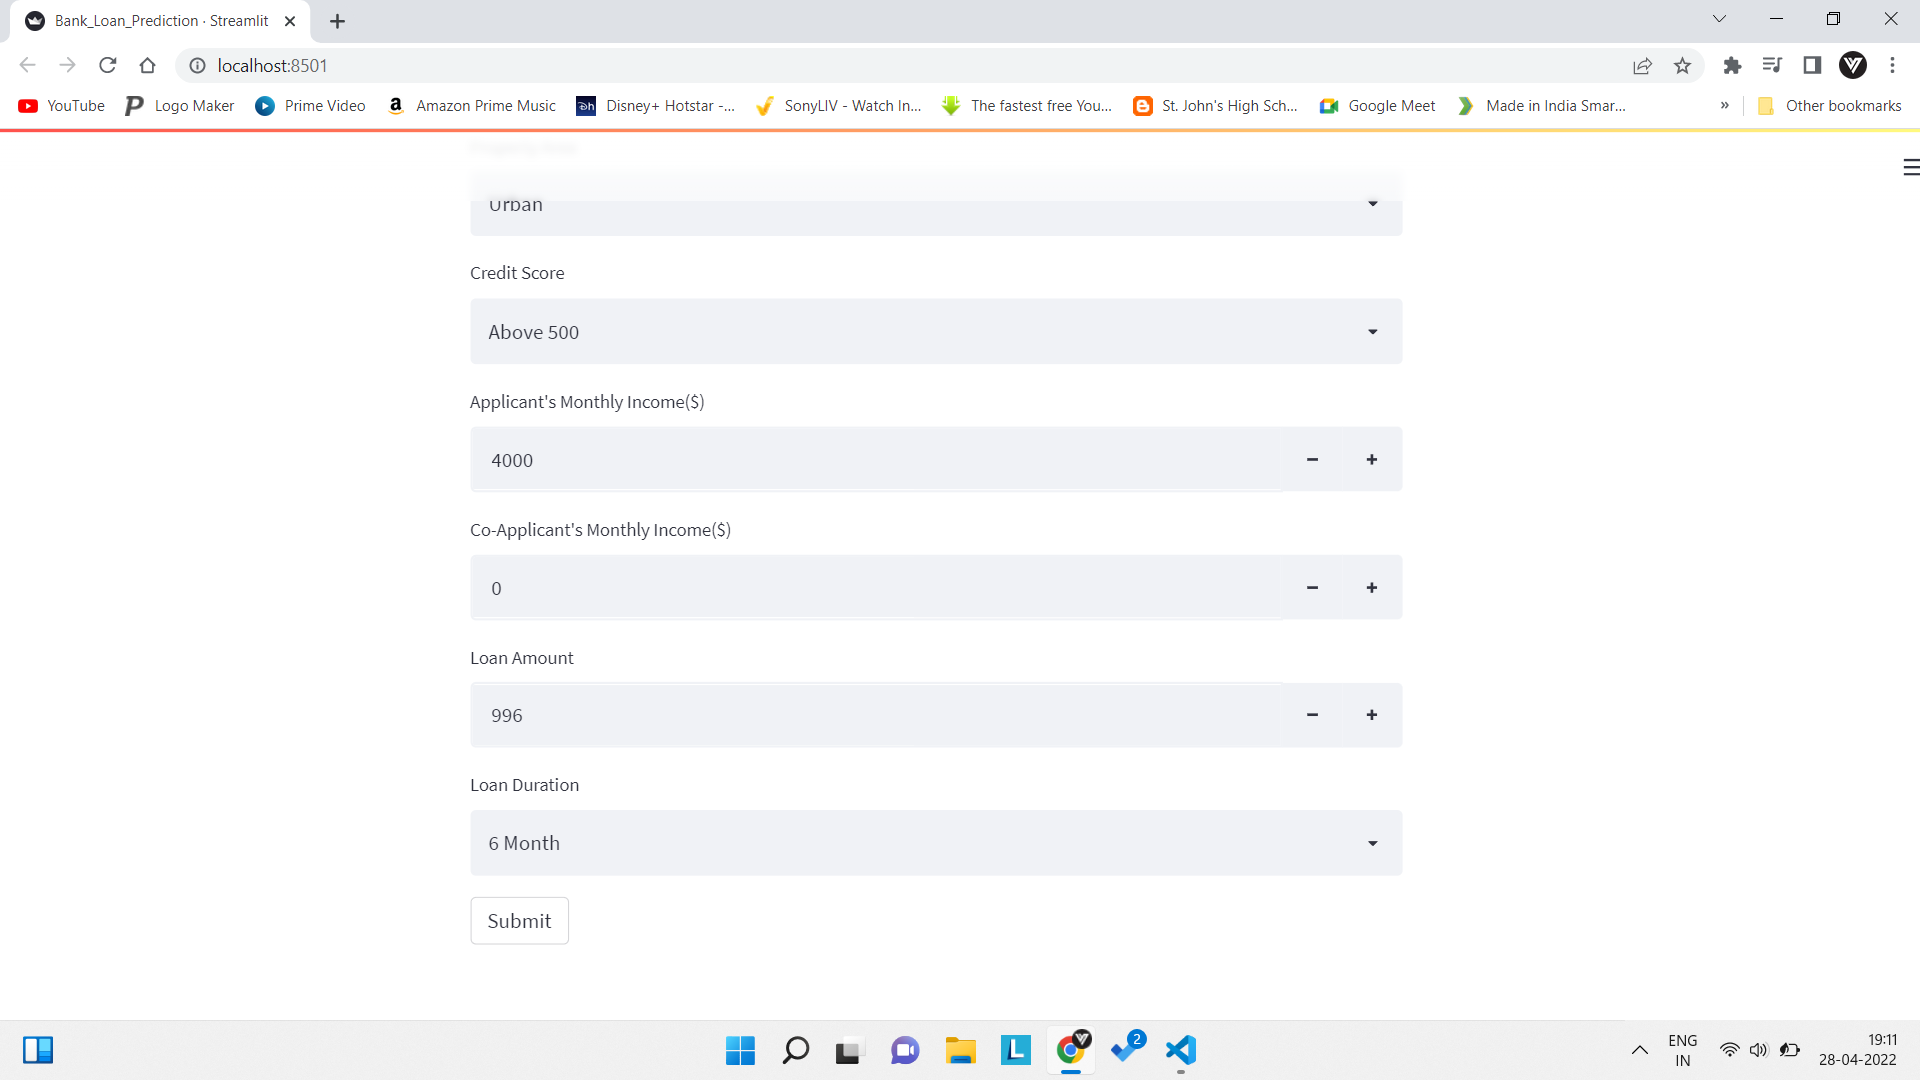 Bank_Loan_Prediction · Streamlit
localhost:8501
YouTube
Logo Maker
Prime Video
Amazon Prime Music
Disney+ Hotstar -...
SonyLIV - Watch In...
The fastest free You...
St. John's High Sch...
Google Meet
Made in India Smar...
»
Other bookmarks
Urban
Credit Score
Above 500
Applicant's Monthly Income($)
4000
Co-Applicant's Monthly Income($)
0
Loan Amount
996
Loan Duration
6 Month
Submit
2
ENG
IN
19:11
28-04-2022